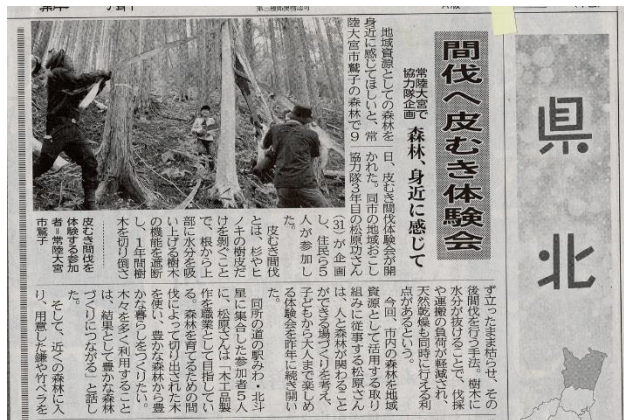 第三種郵便物認可
県北
間伐へ皮むき体験会
常陸大宮で
協力隊企画
森林、身近に感じて
地域資源としての森林を
身近に感じてほしいと、常
陸大宮市鷲子の森林で9
日、皮むき間伐体験会が開
かれた。同市の地域おこし
協力隊3年目の松原功さん
(31)が企画
し、住民ら5
人が参加し
た。
皮むき間伐
とは、杉やヒ
ノキの樹皮だ
けを剝ぐこと
で、根から上
部に水分を吸
い上げる樹木
の機能を遮断
し、1年間樹
木を切り倒さ
ず立ったまま枯らせ、その
後間伐を行う手法。樹木に
水分が抜けることで、伐採
や運搬の負荷が軽減され、
天然乾燥も同時に行える利
点があるという。
今回、市内の森林を地域
資源として活用する取り
組みに従事する松原さん
は、人と森林が関わること
ができる場づくりを考え、
子どもから大人まで楽しめ
る体験会を昨年に続き開い
た。
同所の道の駅みわ・北斗
星に集合した参加者5人
に、松原さんは「木工品製
作を職業として目指してい
る。森林を育てるための間
伐によって切り出された木
を使い、豊かな森林から豊
かな暮らしをつくりたい。
木々を多く利用すること
は、結果として豊かな森林
づくりにつながる」と話し
た。
そして、近くの森林に入
り、用意した鎌や竹ベラを
皮むき間伐を
体験する参加
者=常陸大宮
市鷲子